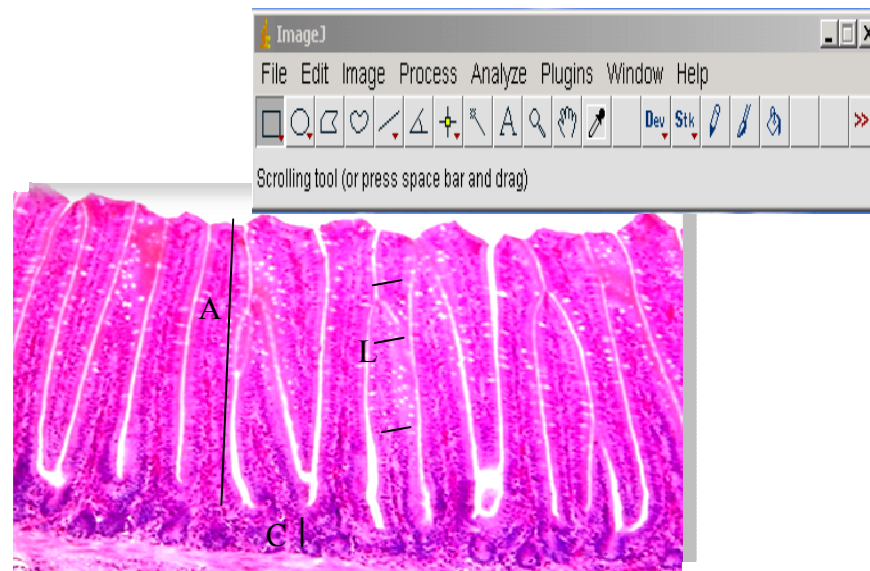 ImageJ
File Edit Image Process Analyze Plugins Window Help
A Dev Stk >>
Scrolling tool (or press space bar and drag)
A
L
C